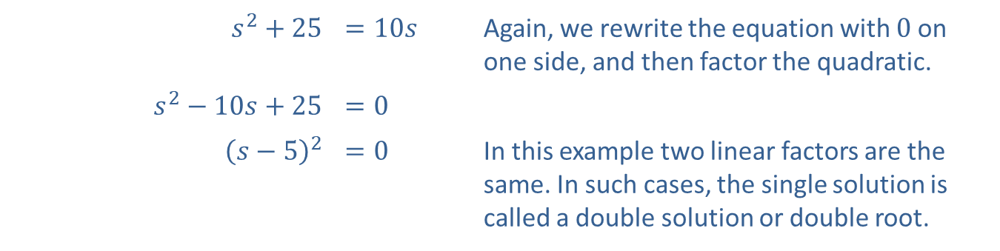 s² + 25 = 10s Again, we rewrite the equation with 0 on
one side, and then factor the quadratic.
s² − 10s + 25 = 0
(s − 5)² = 0 In this example two linear factors are the
same. In such cases, the single solution is
called a double solution or double root.